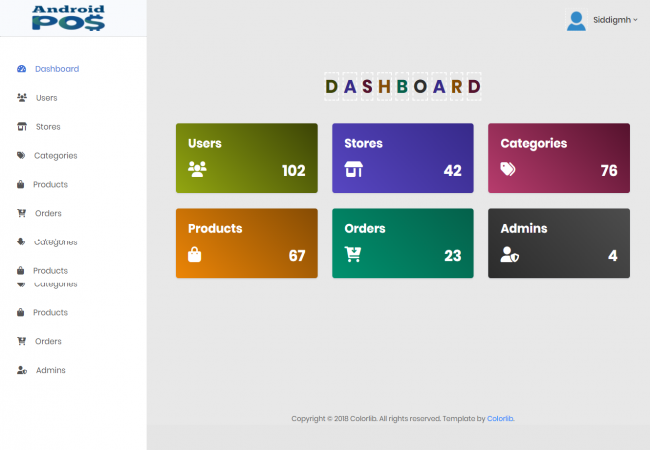 Android
POS
Siddigmh
Dashboard
Users
Stores
Categories
Products
Orders
Categories
Products
Categories
Products
Orders
Admins
DASHBOARD
Users
102
Stores
42
Categories
76
Products
67
Orders
23
Admins
4
Copyright © 2018 Colorlib. All rights reserved. Template by Colorlib.